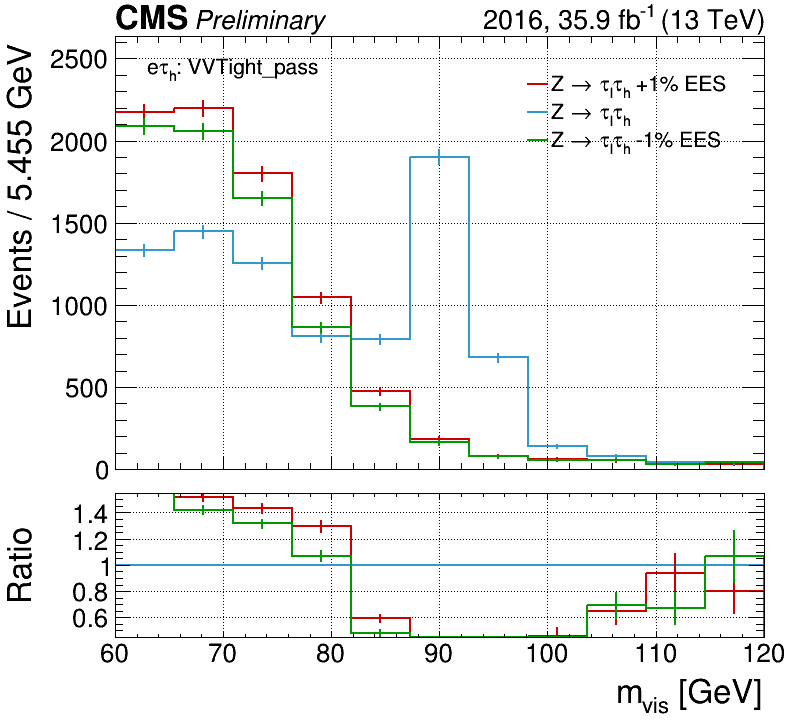 CMS Preliminary 2016, 35.9 fb⁻¹ (13 TeV)
Events / 5.455 GeV
eτₕ: VVTight_pass
Z → τₗτₕ +1% EES
Z → τₗτₕ
Z → τₗτₕ -1% EES
2500
2000
1500
1000
500
0
Ratio
1.4
1.2
1
0.8
0.6
60 70 80 90 100 110 120
m_vis [GeV]